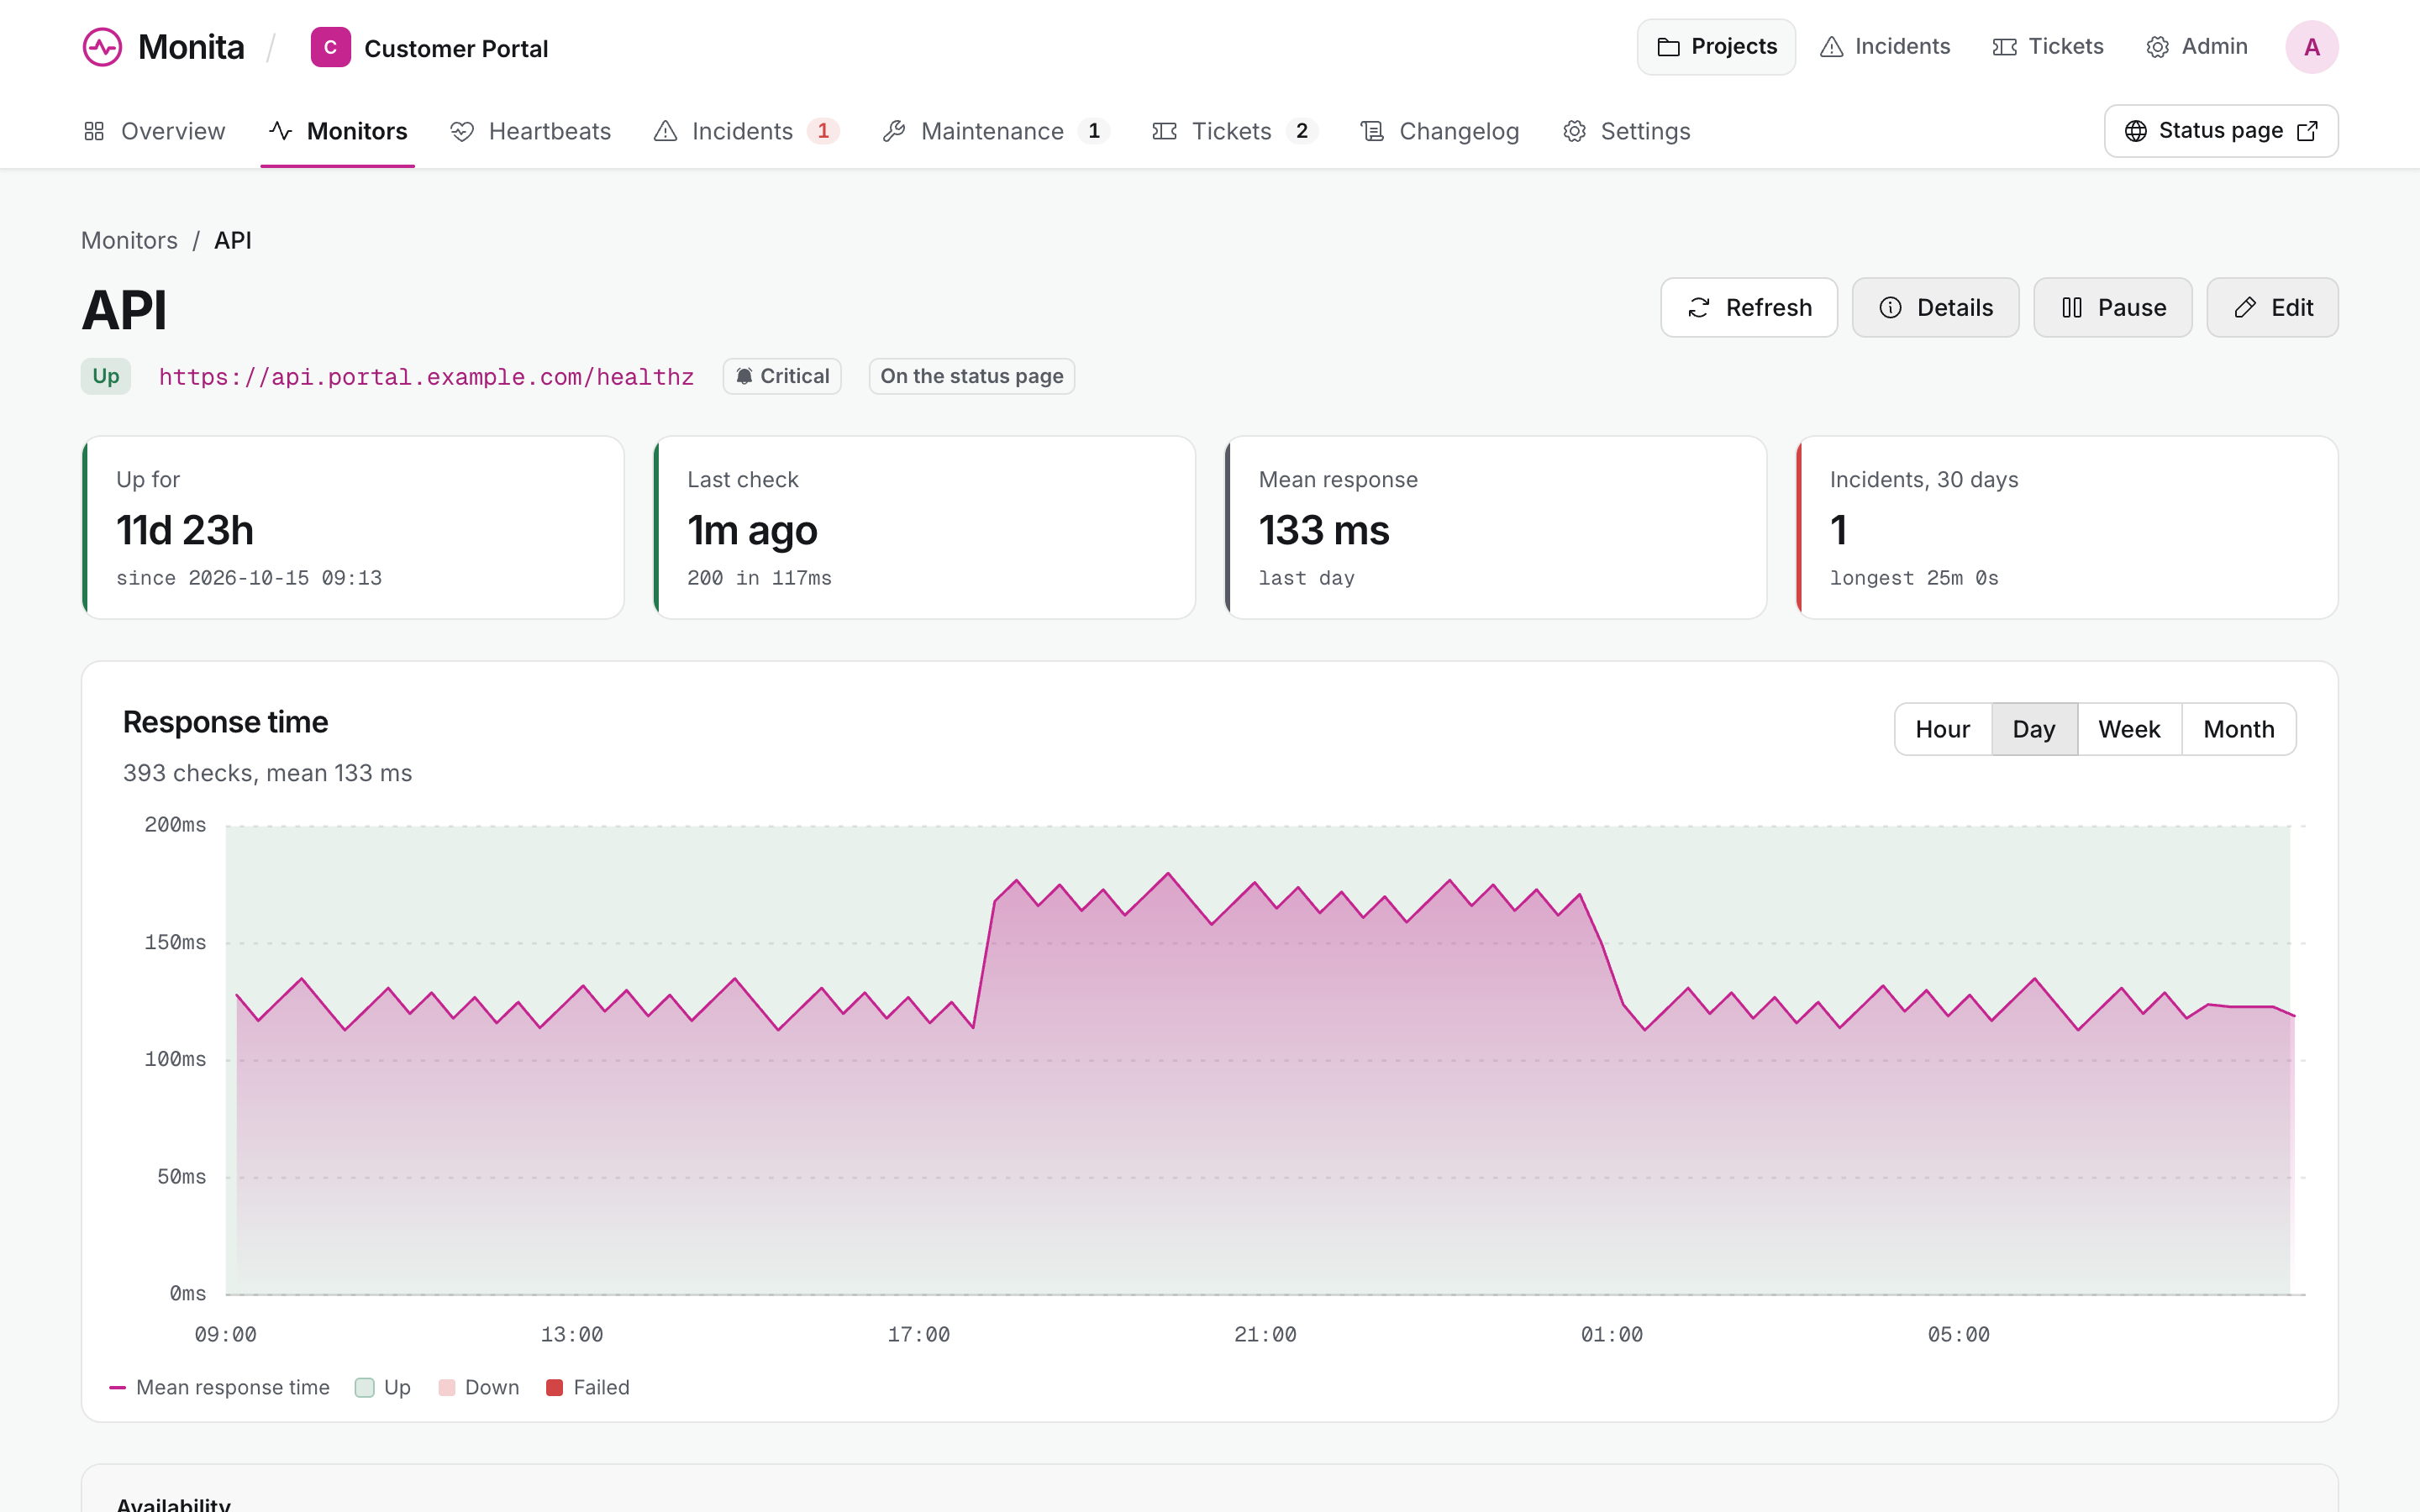 Monita / C Customer Portal
Projects Incidents Tickets Admin A
Overview Monitors Heartbeats Incidents 1 Maintenance 1 Tickets 2 Changelog Settings Status page
Monitors / API
API
Refresh Details Pause Edit
Up https://api.portal.example.com/healthz Critical On the status page
Up for
11d 23h
since 2026-10-15 09:13
Last check
1m ago
200 in 117ms
Mean response
133 ms
last day
Incidents, 30 days
1
longest 25m 0s
Response time
393 checks, mean 133 ms
Hour Day Week Month
200ms
150ms
100ms
50ms
0ms
09:00 13:00 17:00 21:00 01:00 05:00
Mean response time Up Down Failed
Availability